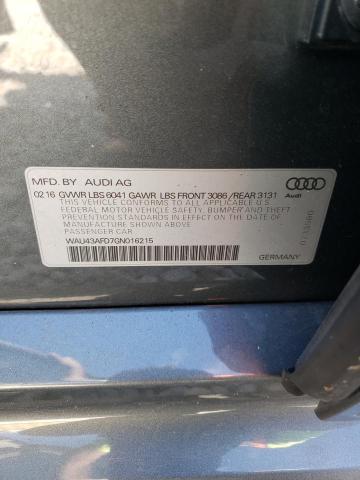 MFD. BY AUDI AG
02 16 GVWR LBS 6041 GAWR LBS FRONT 3086 /REAR 3131
THIS VEHICLE CONFORMS TO ALL APPLICABLE U.S.
FEDERAL MOTOR VEHICLE SAFETY, BUMPER AND THEFT
PREVENTION STANDARDS IN EFFECT ON THE DATE OF
MANUFACTURE SHOWN ABOVE.
PASSENGER CAR
WAU43AFD7GN016215
Audi
GERMANY